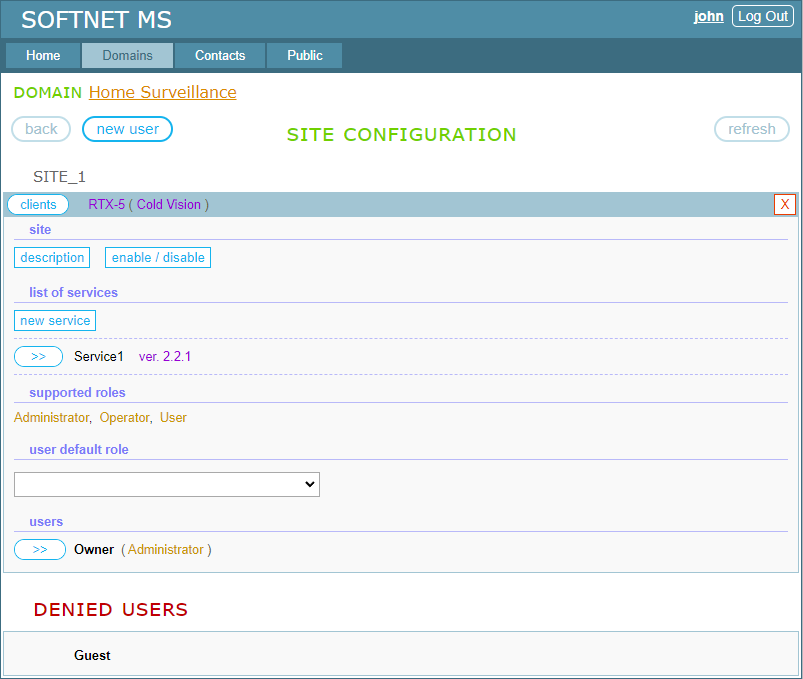 SOFTNET MS john Log Out
Home Domains Contacts Public
DOMAIN Home Surveillance
back new user SITE CONFIGURATION refresh
SITE_1
clients RTX-5 ( Cold Vision ) X
site
description enable / disable
list of services
new service
>> Service1 ver. 2.2.1
supported roles
Administrator, Operator, User
user default role
users
>> Owner ( Administrator )
DENIED USERS
Guest